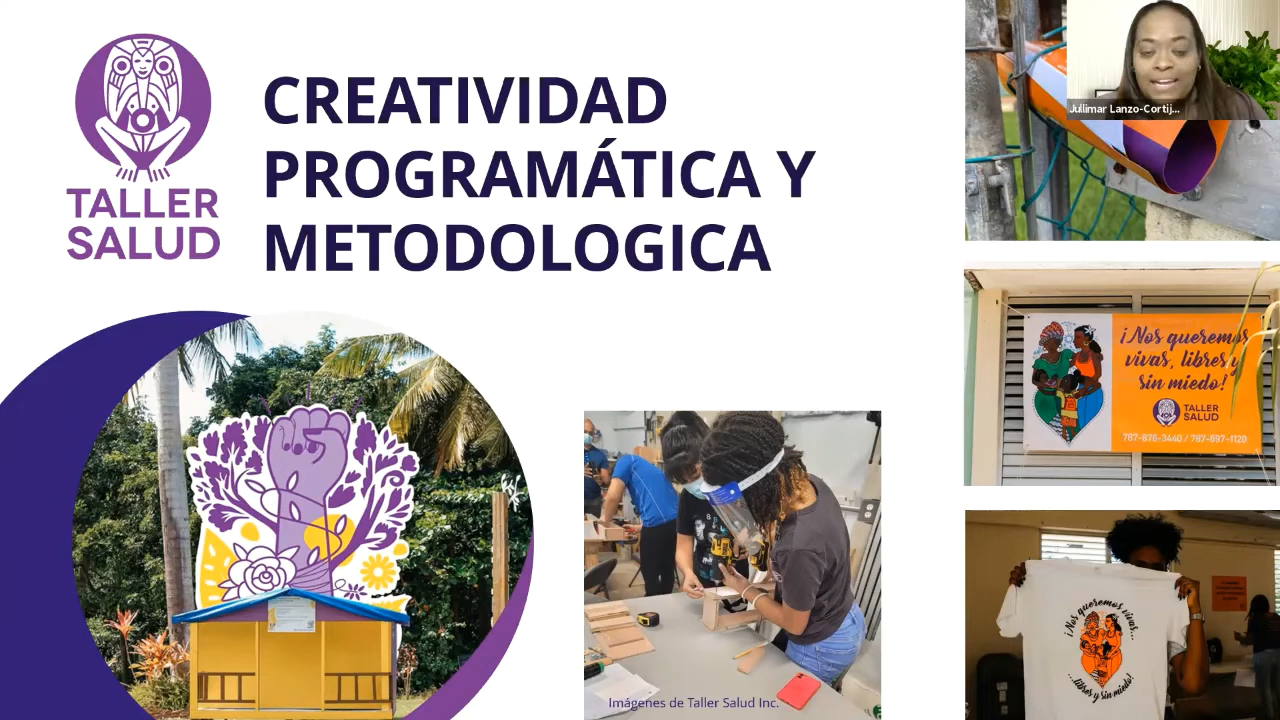 TALLER
SALUD
CREATIVIDAD
PROGRAMÁTICA Y
METODOLOGICA
Jullimar Lanzo-Cortij...
¡Nos queremos
vivas, libres y
sin miedo!
TALLER
SALUD
787-876-3440 / 787-697-1120
¡Nos queremos vivas...
...libres y sin miedo!
Imágenes de Taller Salud Inc.